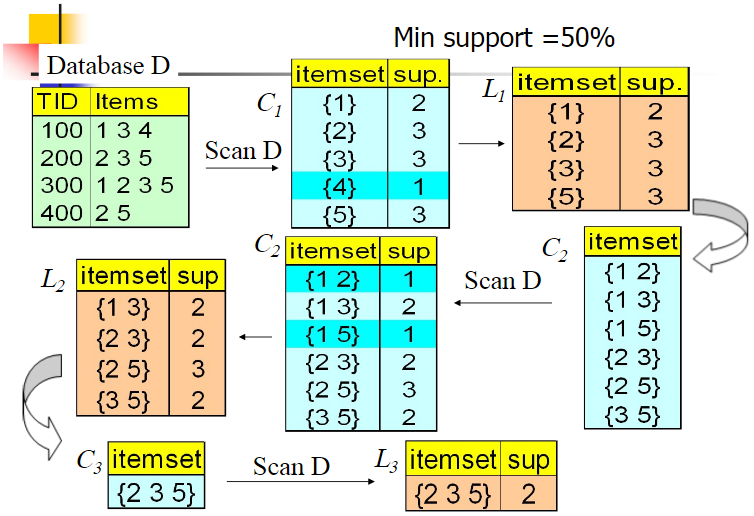 Min support =50%
Database D
TID Items
100 1 3 4
200 2 3 5
300 1 2 3 5
400 2 5
Scan D
C1
itemset sup.
{1} 2
{2} 3
{3} 3
{4} 1
{5} 3
L1
itemset sup.
{1} 2
{2} 3
{3} 3
{5} 3
C2
itemset
{1 2}
{1 3}
{1 5}
{2 3}
{2 5}
{3 5}
Scan D
C2
itemset sup
{1 2} 1
{1 3} 2
{1 5} 1
{2 3} 2
{2 5} 3
{3 5} 2
L2
itemset sup
{1 3} 2
{2 3} 2
{2 5} 3
{3 5} 2
C3
itemset
{2 3 5}
Scan D
L3
itemset sup
{2 3 5} 2